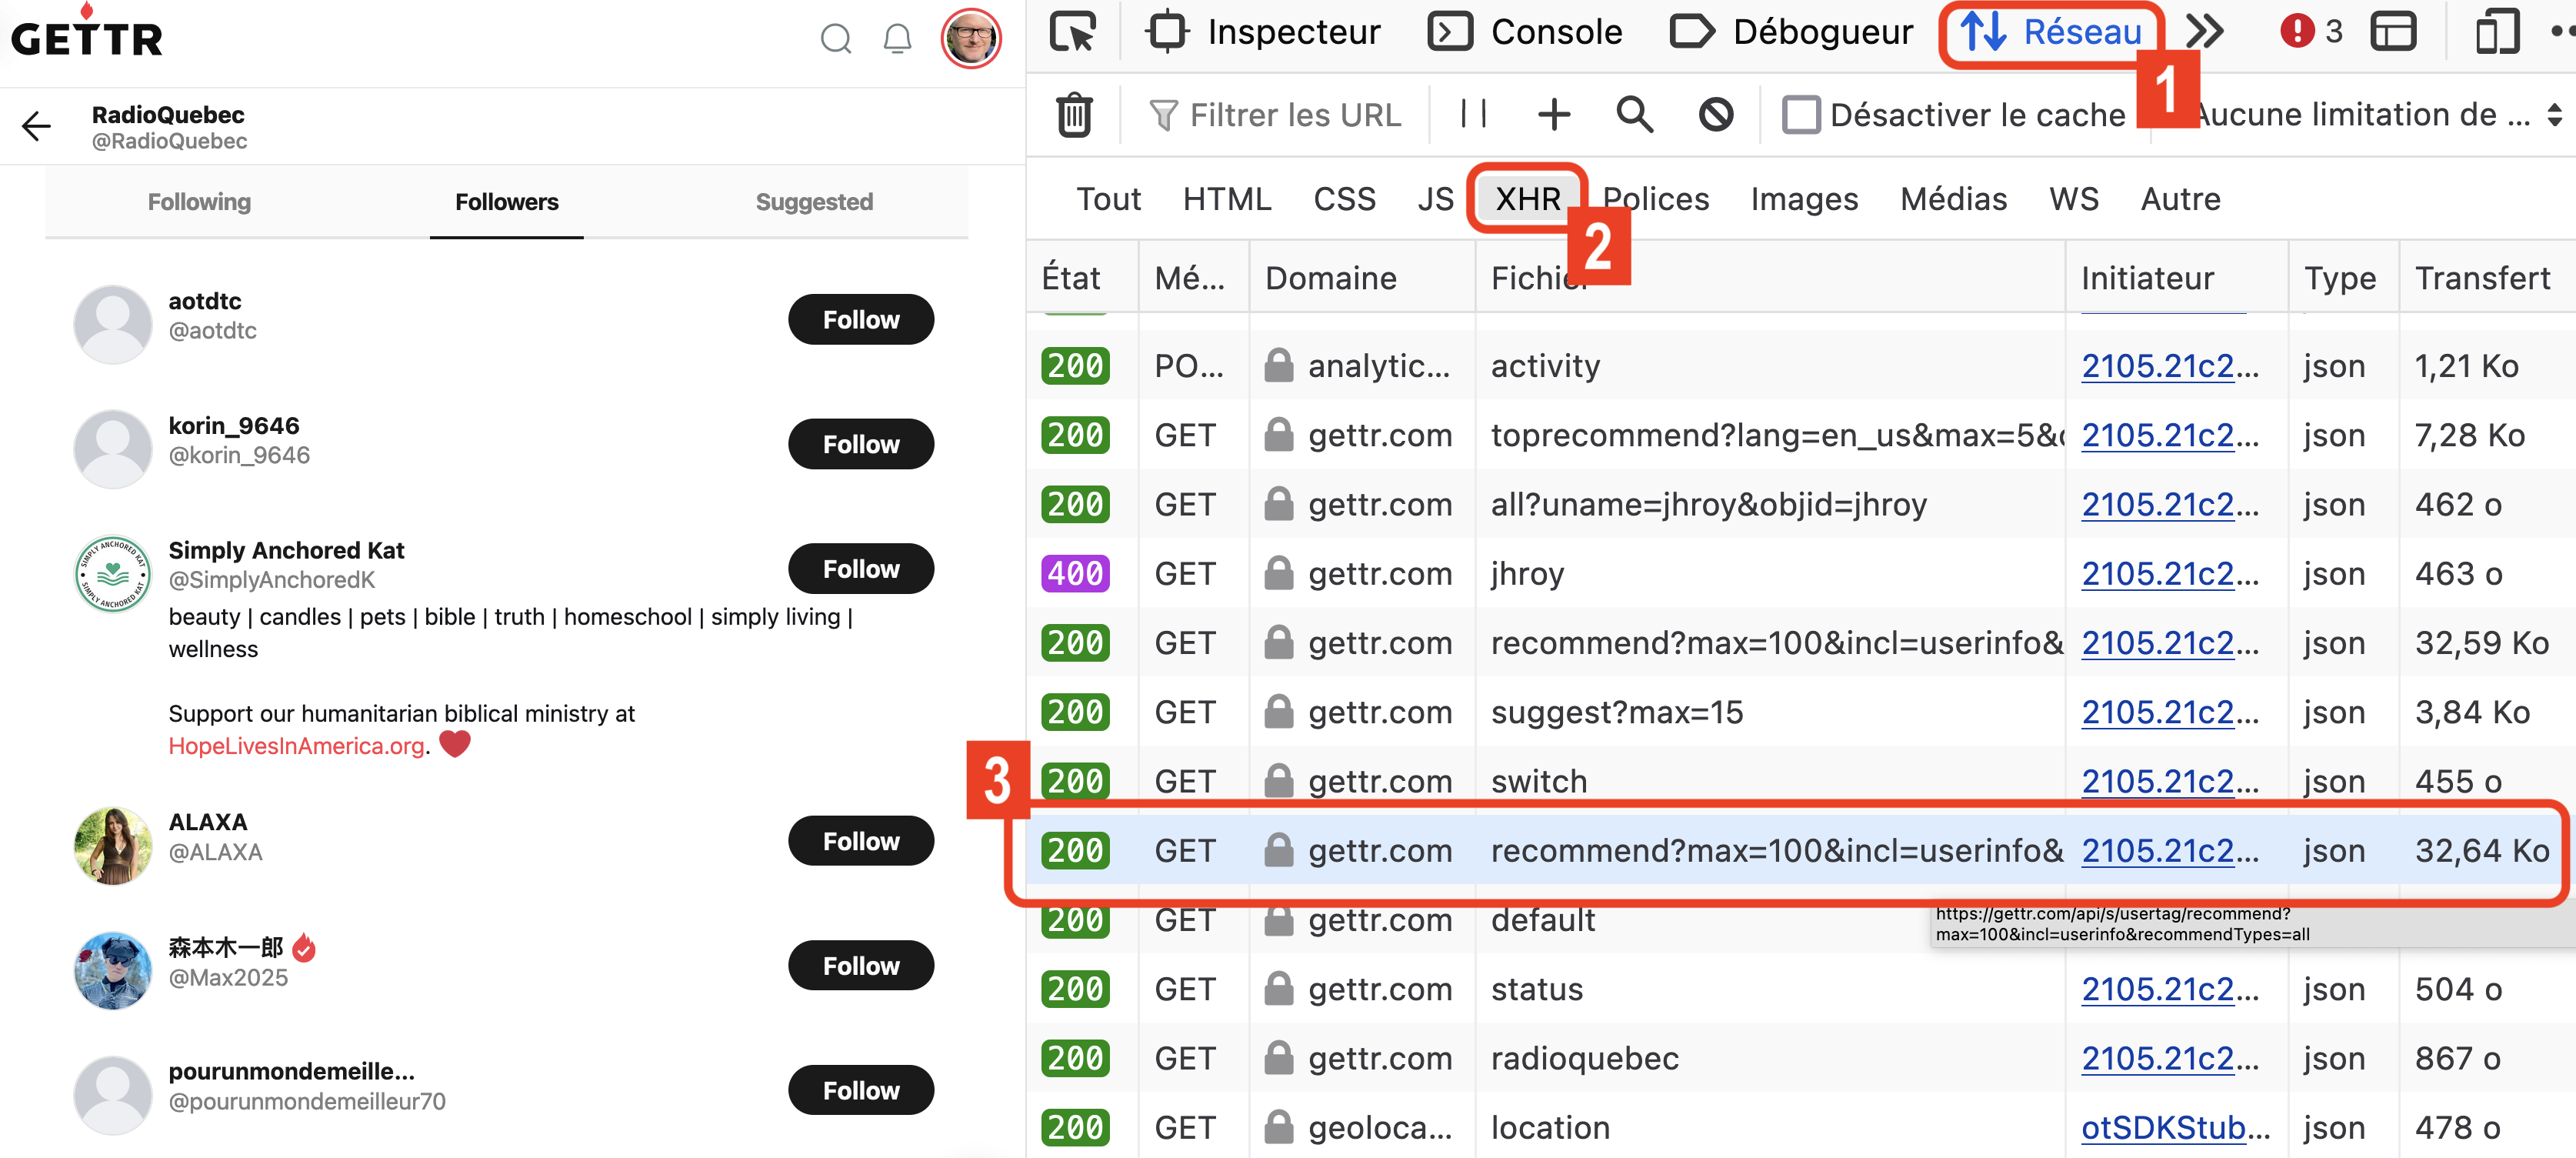 GETTR
RadioQuebec
@RadioQuebec
Following Followers Suggested
aotdtc
@aotdtc
Follow
korin_9646
@korin_9646
Follow
SIMPLY ANCHORED KAT
SIMPLY ANCHORED KAT
Simply Anchored Kat
@SimplyAnchoredK
Follow
beauty | candles | pets | bible | truth | homeschool | simply living |
wellness
Support our humanitarian biblical ministry at
HopeLivesInAmerica.org.
ALAXA
@ALAXA
Follow
森本木一郎
@Max2025
Follow
pourunmondemeille...
@pourunmondemeilleur70
Follow
Inspecteur Console Débogueur Réseau 3
1
Filtrer les URL Désactiver le cache Aucune limitation de ...
Tout HTML CSS JS XHR Polices Images Médias WS Autre
2
État Mé... Domaine Fichier Initiateur Type Transfert
200 PO... analytic... activity 2105.21c2... json 1,21 Ko
200 GET gettr.com toprecommend?lang=en_us&max=5& 2105.21c2... json 7,28 Ko
200 GET gettr.com all?uname=jhroy&objid=jhroy 2105.21c2... json 462 o
400 GET gettr.com jhroy 2105.21c2... json 463 o
200 GET gettr.com recommend?max=100&incl=userinfo& 2105.21c2... json 32,59 Ko
200 GET gettr.com suggest?max=15 2105.21c2... json 3,84 Ko
3
200 GET gettr.com switch 2105.21c2... json 455 o
200 GET gettr.com recommend?max=100&incl=userinfo& 2105.21c2... json 32,64 Ko
200 GET gettr.com default
https://gettr.com/api/s/usertag/recommend?
max=100&incl=userinfo&recommendTypes=all
200 GET gettr.com status 2105.21c2... json 504 o
200 GET gettr.com radioquebec 2105.21c2... json 867 o
200 GET geoloca... location otSDKStub... json 478 o